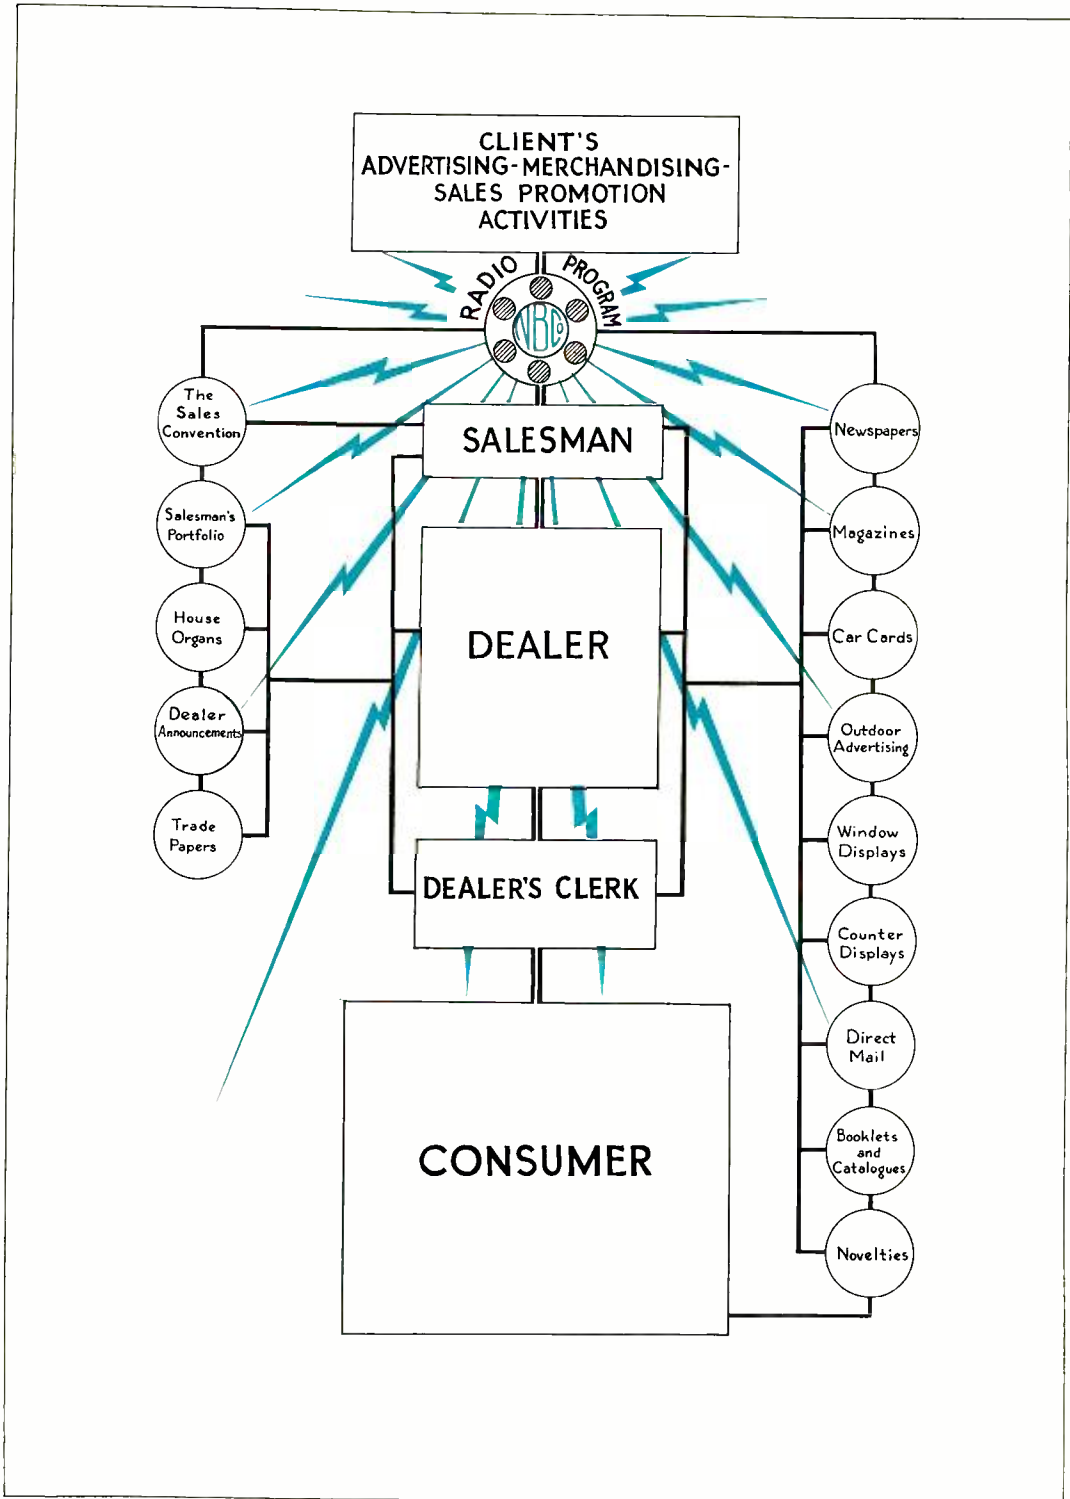 CLIENT'S
ADVERTISING-MERCHANDISING-
SALES PROMOTION
ACTIVITIES
RADIO PROGRAM
NBCo
The
Sales
Convention
Salesman's
Portfolio
House
Organs
Dealer
Announcements
Trade
Papers
SALESMAN
DEALER
DEALER'S CLERK
CONSUMER
Newspapers
Magazines
Car Cards
Outdoor
Advertising
Window
Displays
Counter
Displays
Direct
Mail
Booklets
and
Catalogues
Novelties